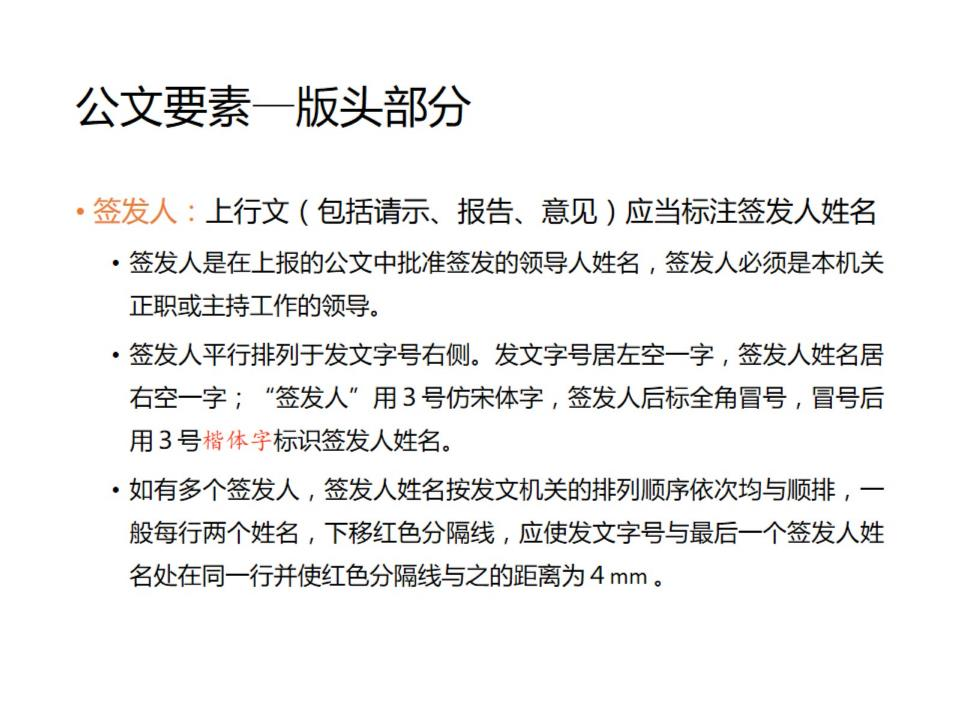 公文要素—版头部分
• 签发人：上行文（包括请示、报告、意见）应当标注签发人姓名
• 签发人是在上报的公文中批准签发的领导人姓名，签发人必须是本机关
正职或主持工作的领导。
• 签发人平行排列于发文字号右侧。发文字号居左空一字，签发人姓名居
右空一字；“签发人”用３号仿宋体字，签发人后标全角冒号，冒号后
用３号楷体字标识签发人姓名。
• 如有多个签发人，签发人姓名按发文机关的排列顺序依次均与顺排，一
般每行两个姓名，下移红色分隔线，应使发文字号与最后一个签发人姓
名处在同一行并使红色分隔线与之的距离为４mm。